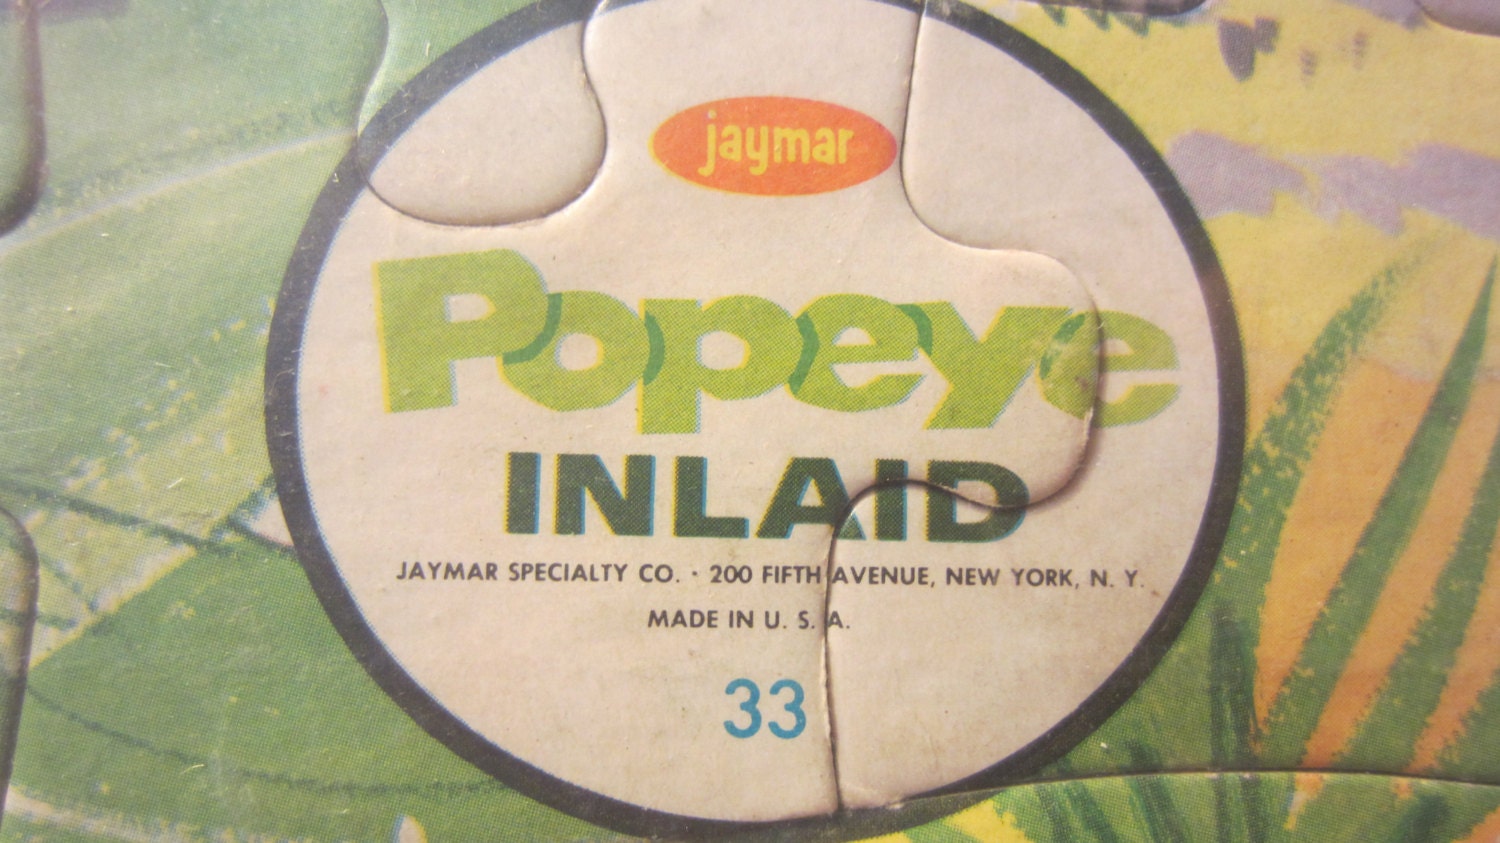 jaymar
Popeye
INLAID
JAYMAR SPECIALTY CO. · 200 FIFTH AVENUE, NEW YORK, N. Y.
MADE IN U. S. A.
33